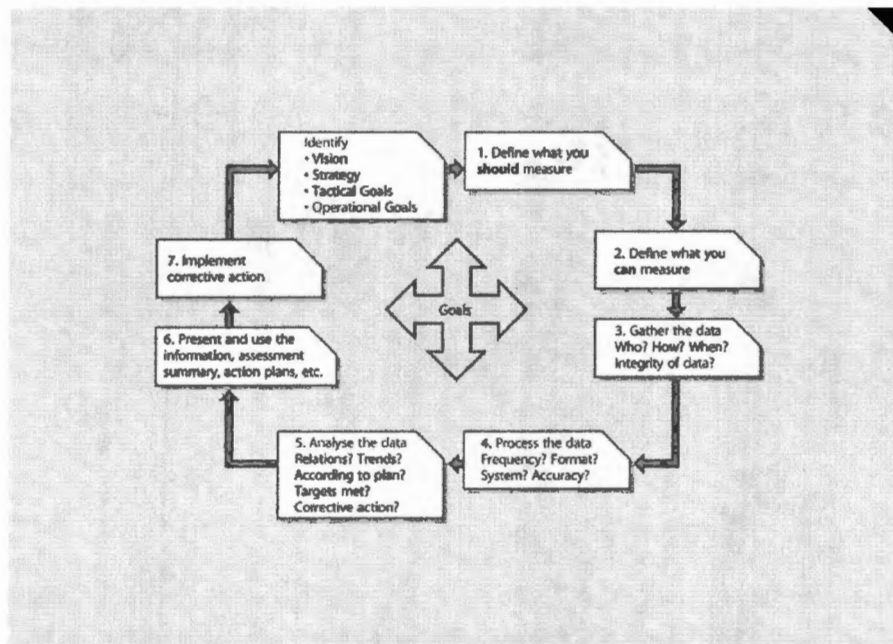 Identify
• Vision
• Strategy
• Tactical Goals
• Operational Goals
1. Define what you
should measure
2. Define what you
can measure
3. Gather the data
Who? How? When?
Integrity of data?
4. Process the data
Frequency? Format?
System? Accuracy?
5. Analyse the data
Relations? Trends?
According to plan?
Targets met?
Corrective action?
6. Present and use the
information, assessment
summary, action plans, etc.
7. Implement
corrective action
Goals